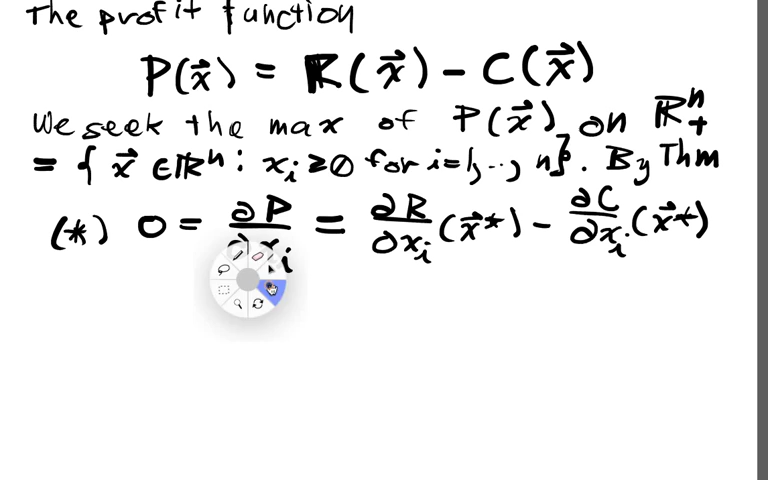 The profit function
P(x⃗) = R(x⃗) - C(x⃗)
We seek the max of P(x⃗) on ℝⁿ₊
= { x⃗ ∈ ℝⁿ : xᵢ ≥ 0 for i=1,..., n}. By Thm
(*) 0 = ∂P/∂xᵢ = ∂R/∂xᵢ (x⃗*) - ∂C/∂xᵢ (x⃗*)